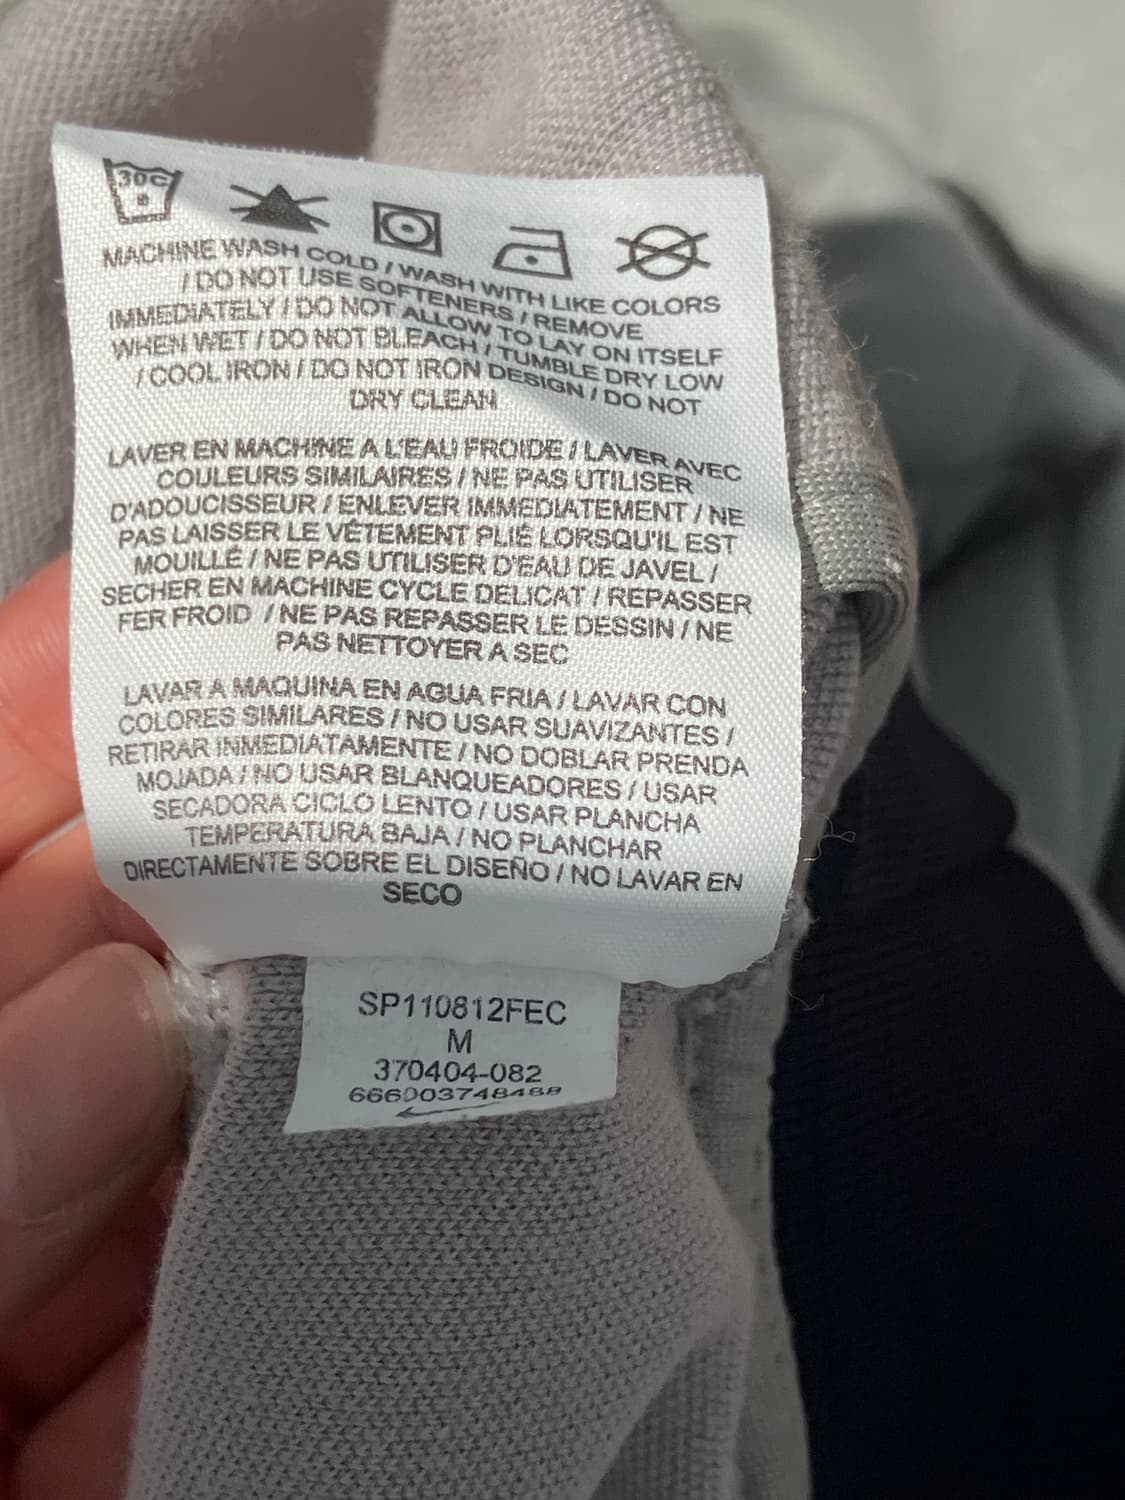 30C
MACHINE WASH COLD / WASH WITH LIKE COLORS
/ DO NOT USE SOFTENERS / REMOVE
IMMEDIATELY / DO NOT ALLOW TO LAY ON ITSELF
WHEN WET / DO NOT BLEACH / TUMBLE DRY LOW
/ COOL IRON / DO NOT IRON DESIGN / DO NOT
DRY CLEAN
LAVER EN MACHINE A L'EAU FROIDE / LAVER AVEC
COULEURS SIMILAIRES / NE PAS UTILISER
D'ADOUCISSEUR / ENLEVER IMMEDIATEMENT / NE
PAS LAISSER LE VÉTEMENT PLIÉ LORSQU'IL EST
MOUILLÉ / NE PAS UTILISER D'EAU DE JAVEL /
SECHER EN MACHINE CYCLE DELICAT / REPASSER
FER FROID / NE PAS REPASSER LE DESSIN / NE
PAS NETTOYER A SEC
LAVAR A MAQUINA EN AGUA FRIA / LAVAR CON
COLORES SIMILARES / NO USAR SUAVIZANTES /
RETIRAR INMEDIATAMENTE / NO DOBLAR PRENDA
MOJADA / NO USAR BLANQUEADORES / USAR
SECADORA CICLO LENTO / USAR PLANCHA
TEMPERATURA BAJA / NO PLANCHAR
DIRECTAMENTE SOBRE EL DISEÑO / NO LAVAR EN
SECO
SP110812FEC
M
370404-082
666003748488